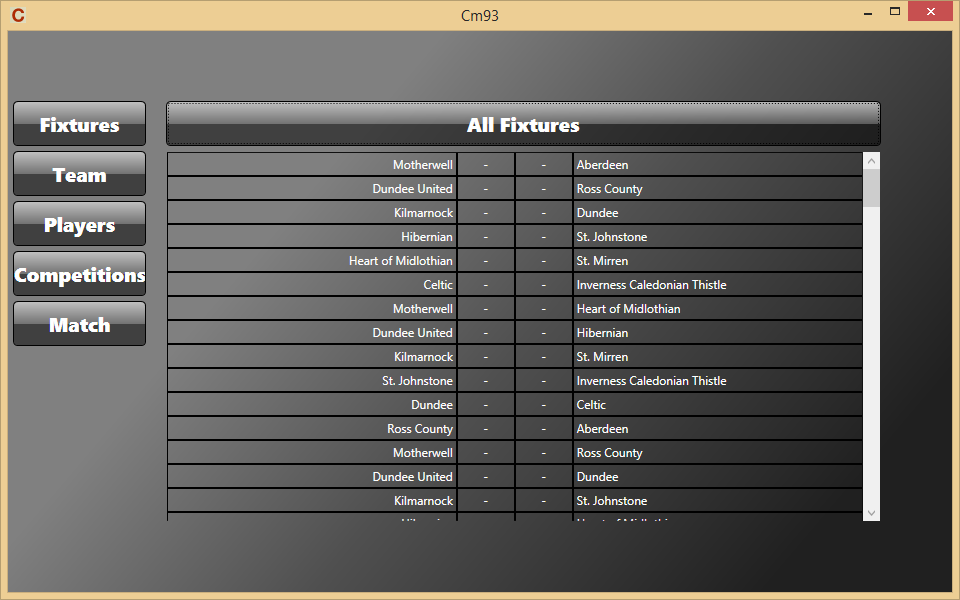 C Cm93
Fixtures
Team
Players
Competitions
Match
All Fixtures
Motherwell - - Aberdeen
Dundee United - - Ross County
Kilmarnock - - Dundee
Hibernian - - St. Johnstone
Heart of Midlothian - - St. Mirren
Celtic - - Inverness Caledonian Thistle
Motherwell - - Heart of Midlothian
Dundee United - - Hibernian
Kilmarnock - - St. Mirren
St. Johnstone - - Inverness Caledonian Thistle
Dundee - - Celtic
Ross County - - Aberdeen
Motherwell - - Ross County
Dundee United - - Dundee
Kilmarnock - - St. Johnstone